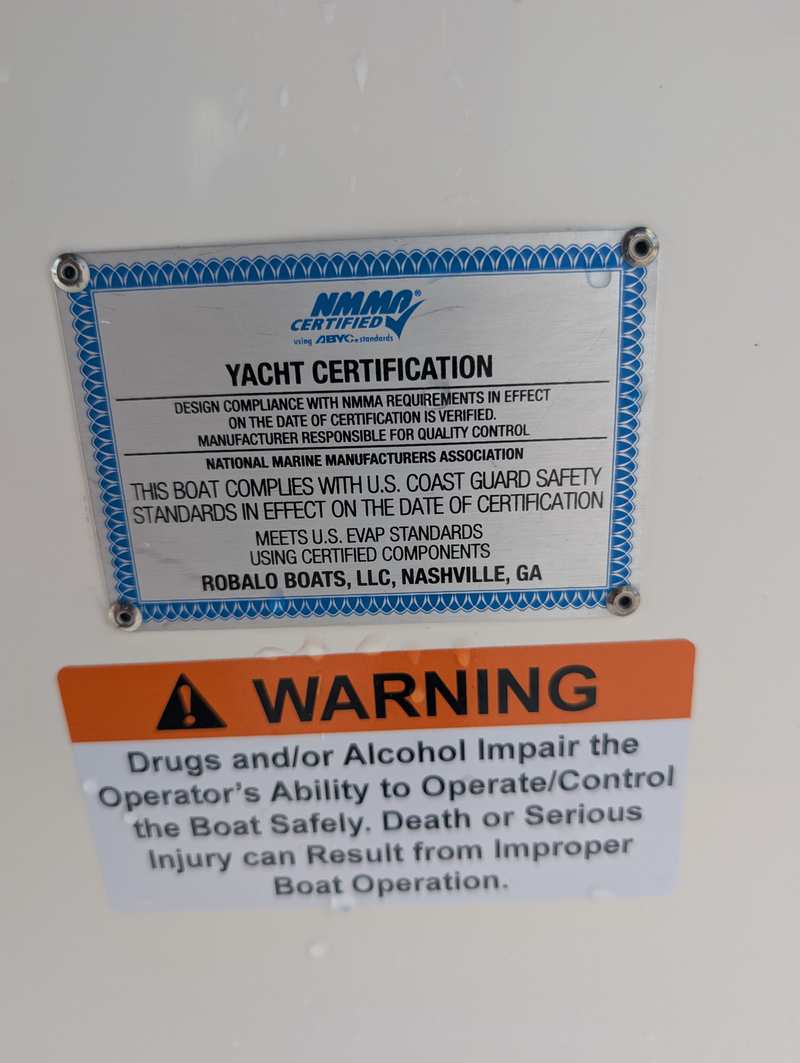 NMMA®
CERTIFIED
using ABYC standards
YACHT CERTIFICATION
DESIGN COMPLIANCE WITH NMMA REQUIREMENTS IN EFFECT
ON THE DATE OF CERTIFICATION IS VERIFIED.
MANUFACTURER RESPONSIBLE FOR QUALITY CONTROL
NATIONAL MARINE MANUFACTURERS ASSOCIATION
THIS BOAT COMPLIES WITH U.S. COAST GUARD SAFETY
STANDARDS IN EFFECT ON THE DATE OF CERTIFICATION
MEETS U.S. EVAP STANDARDS
USING CERTIFIED COMPONENTS
ROBALO BOATS, LLC, NASHVILLE, GA
WARNING
Drugs and/or Alcohol Impair the
Operator's Ability to Operate/Control
the Boat Safely. Death or Serious
Injury can Result from Improper
Boat Operation.